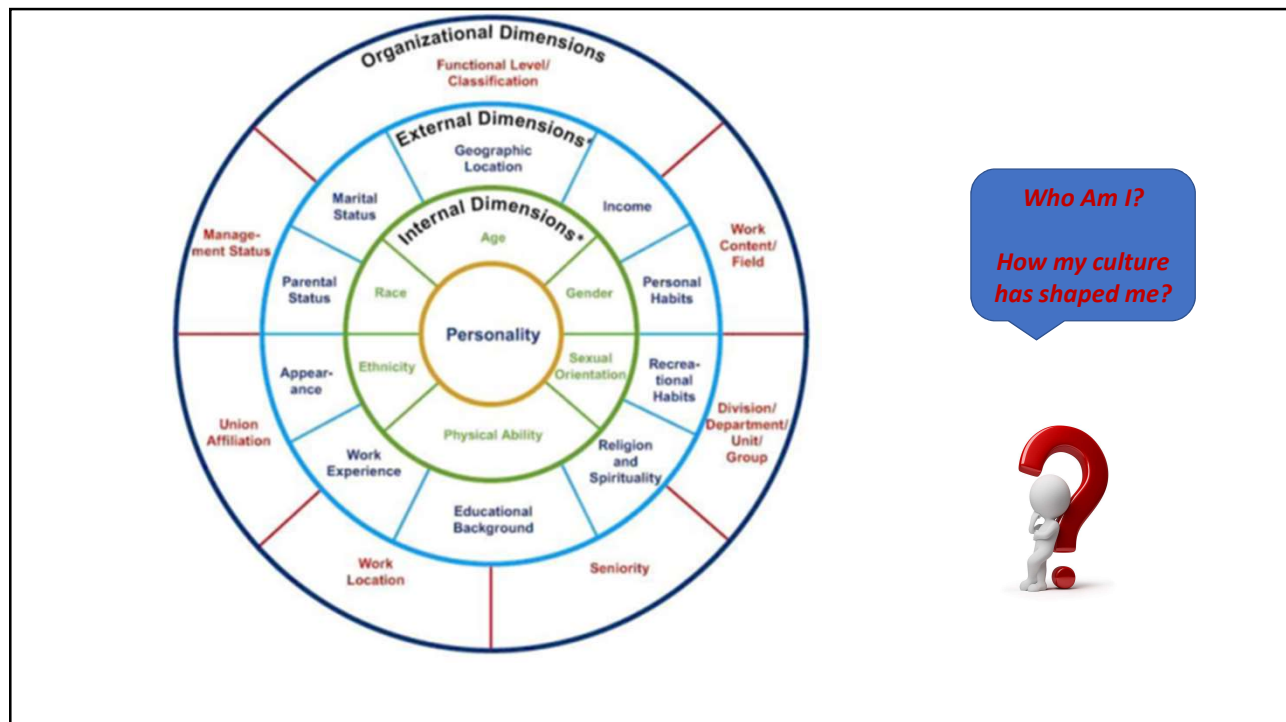 Organizational Dimensions
Functional Level/
Classification
External Dimensions*
Geographic
Location
Marital
Status
Income
Internal Dimensions*
Age
Manage-
ment Status
Work
Content/
Field
Parental
Status
Race
Gender
Personal
Habits
Personality
Appear-
ance
Ethnicity
Sexual
Orientation
Recrea-
tional
Habits
Union
Affiliation
Division/
Department/
Unit/
Group
Physical Ability
Work
Experience
Religion
and
Spirituality
Educational
Background
Work
Location
Seniority
Who Am I?
How my culture
has shaped me?